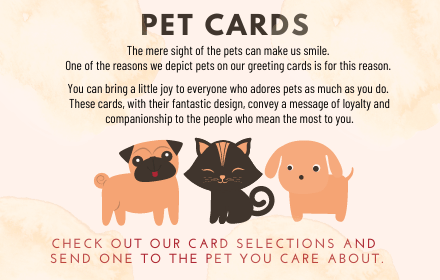 PET CARDS
The mere sight of the pets can make us smile.
One of the reasons we depict pets on our greeting cards is for this reason.
You can bring a little joy to everyone who adores pets as much as you do.
These cards, with their fantastic design, convey a message of loyalty and
companionship to the people who mean the most to you.
CHECK OUT OUR CARD SELECTIONS AND
SEND ONE TO THE PET YOU CARE ABOUT.